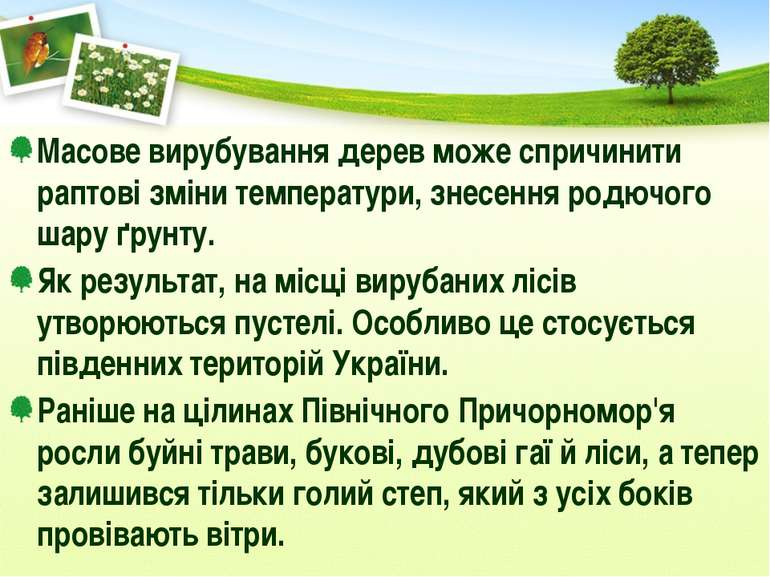 Масове вирубування дерев може спричинити
раптові зміни температури, знесення родючого
шару ґрунту.
Як результат, на місці вирубаних лісів
утворюються пустелі. Особливо це стосується
південних територій України.
Раніше на цілинах Північного Причорномор'я
росли буйні трави, букові, дубові гаї й ліси, а тепер
залишився тільки голий степ, який з усіх боків
провівають вітри.